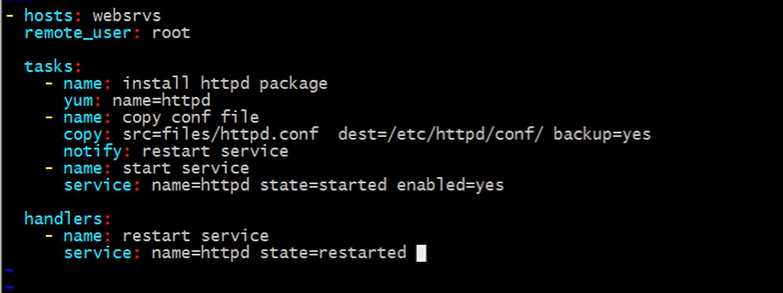 - hosts: websrvs
  remote_user: root

  tasks:
    - name: install httpd package
      yum: name=httpd
    - name: copy conf file
      copy: src=files/httpd.conf  dest=/etc/httpd/conf/ backup=yes
      notify: restart service
    - name: start service
      service: name=httpd state=started enabled=yes

  handlers:
    - name: restart service
      service: name=httpd state=restarted
~
~